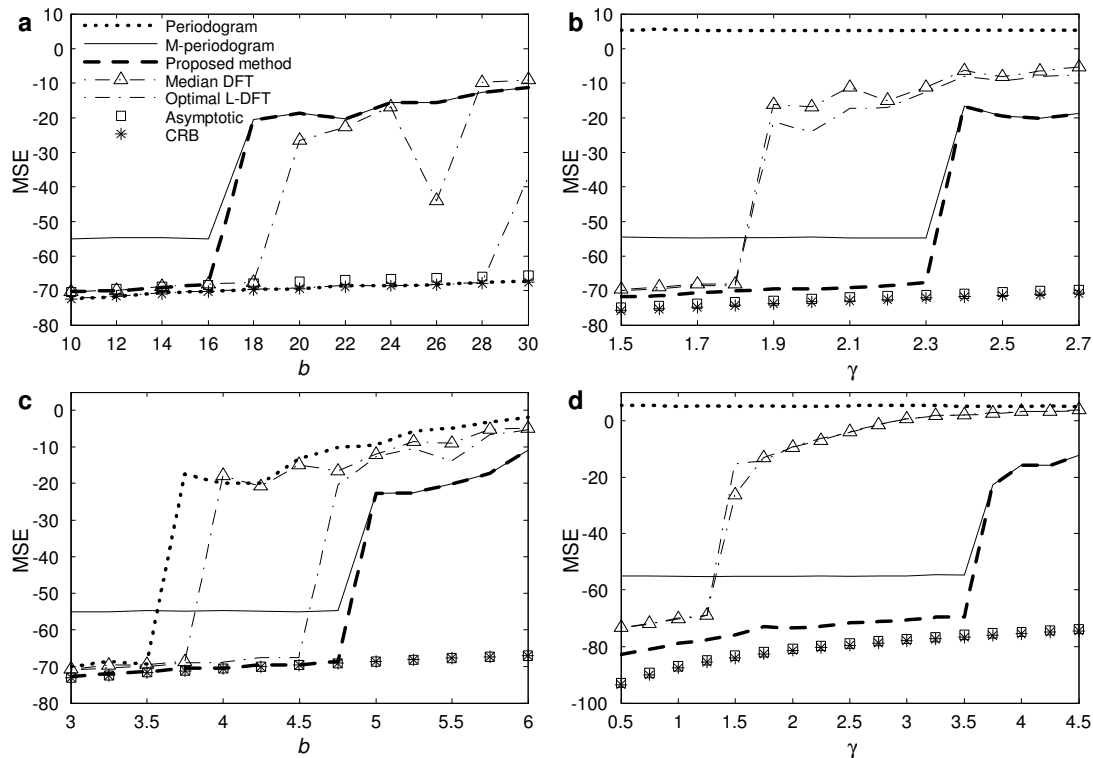 a
10
0
-10
-20
-30
-40
-50
-60
-70
-80
MSE
Periodogram
M-periodogram
Proposed method
Median DFT
Optimal L-DFT
Asymptotic
CRB
10 12 14 16 18 20 22 24 26 28 30
b
b
10
0
-10
-20
-30
-40
-50
-60
-70
-80
MSE
1.5 1.7 1.9 2.1 2.3 2.5 2.7
γ
c
0
-10
-20
-30
-40
-50
-60
-70
-80
MSE
3 3.5 4 4.5 5 5.5 6
b
d
0
-20
-40
-60
-80
-100
MSE
0.5 1 1.5 2 2.5 3 3.5 4 4.5
γ